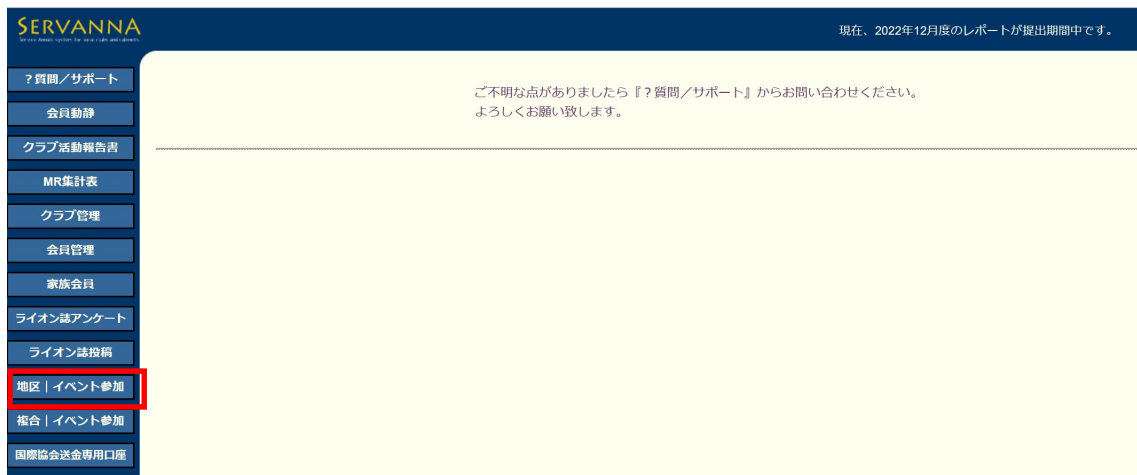 SERVANNA
現在、2022年12月度のレポートが提出期間中です。
?質問/サポート
会員動静
クラブ活動報告書
MR集計表
クラブ管理
会員管理
家族会員
ライオン誌アンケート
ライオン誌投稿
地区|イベント参加
複合|イベント参加
国際協会送金専用口座
ご不明な点がありましたら『?質問/サポート』からお問い合わせください。
よろしくお願い致します。